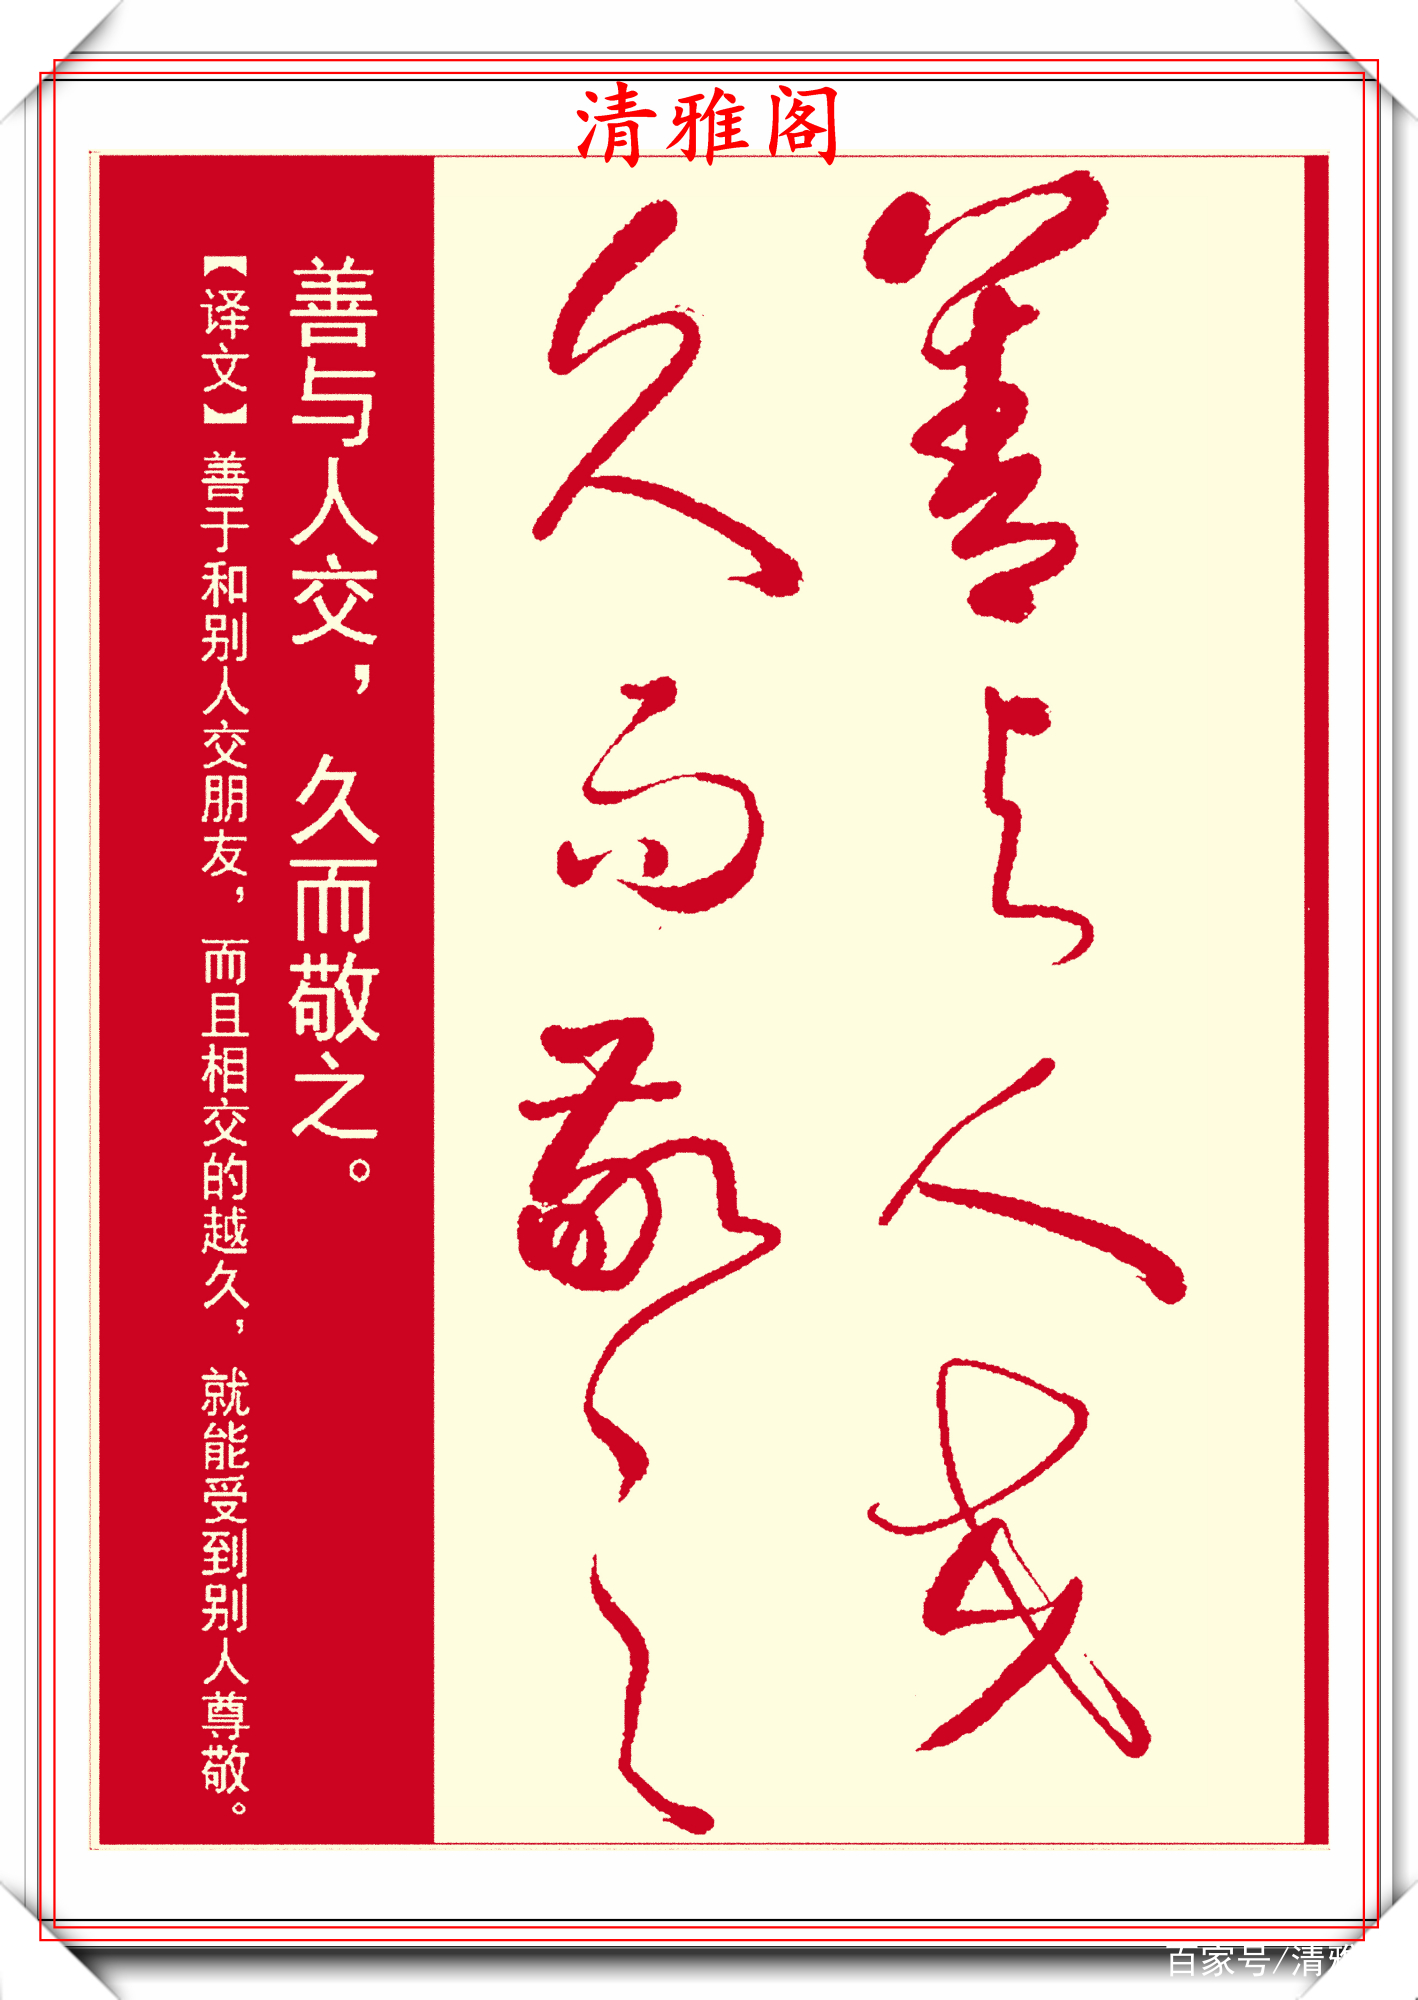 清雅阁
善与人交
久而敬之
善与人交，久而敬之。
【译文】善于和别人交朋友，而且相交的越久，就能受到别人尊敬。
百家号/清雅